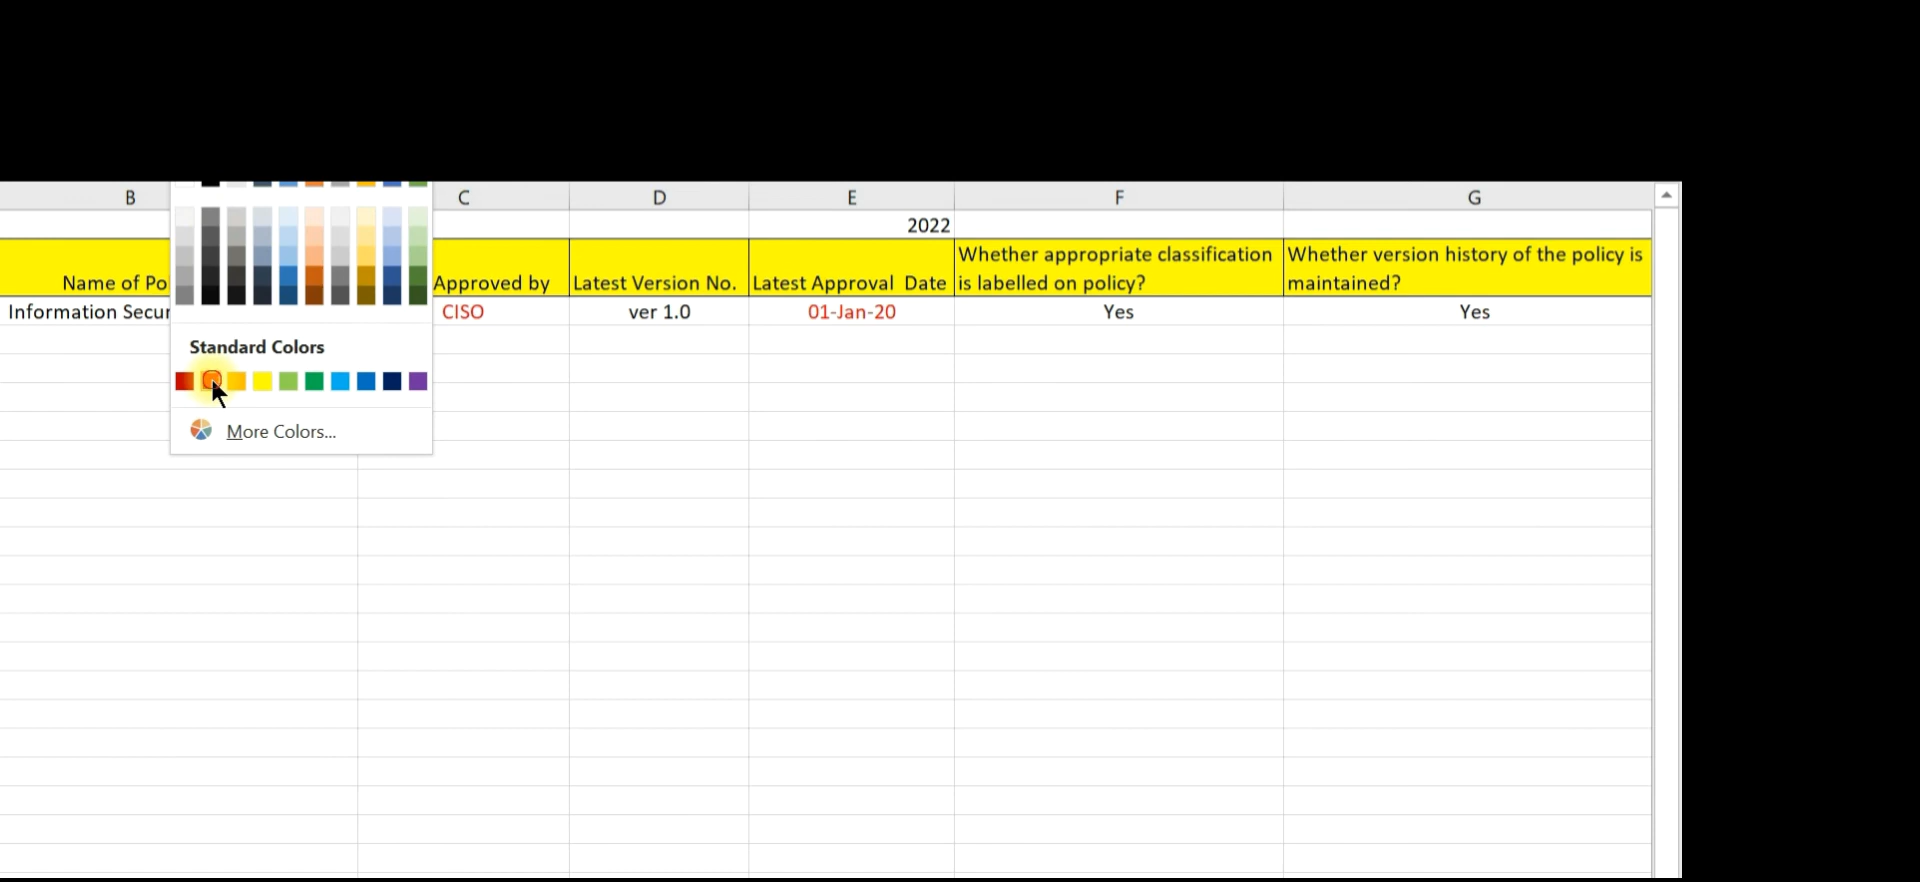 B C D E F G
2022
Whether appropriate classification Whether version history of the policy is
Name of Approved by Latest Version No. Latest Approval Date is labelled on policy? maintained?
Information CISO ver 1.0 01-Jan-20 Yes Yes
Standard Colors
More Colors...